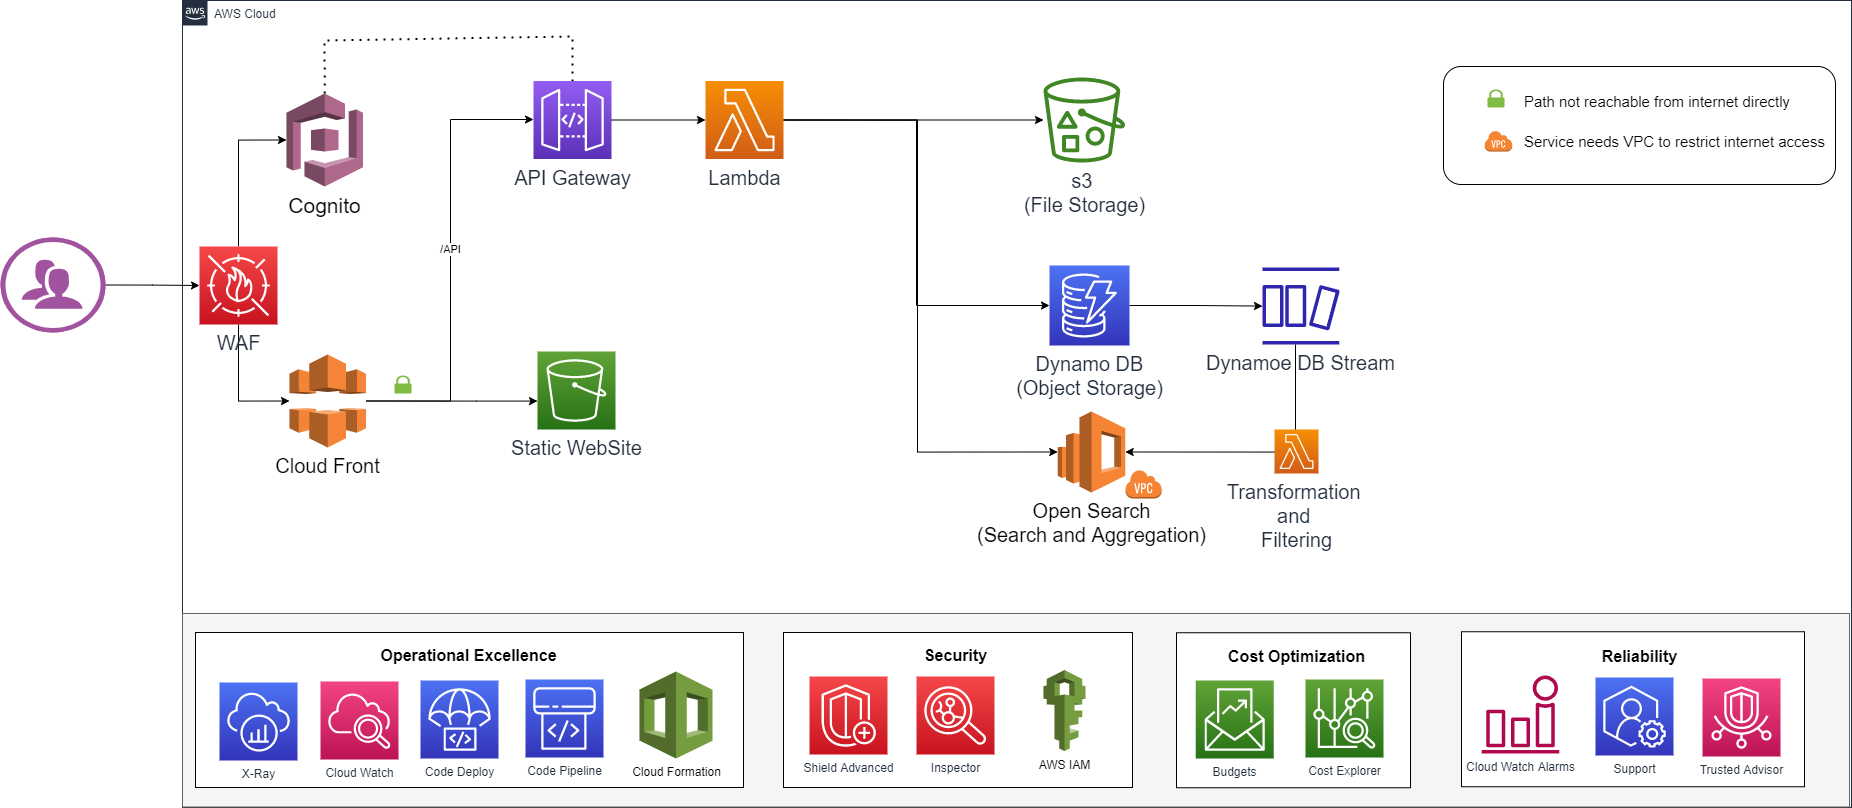 aws
AWS Cloud
Path not reachable from internet directly
VPC
Service needs VPC to restrict internet access
Cognito
API Gateway
Lambda
s3
(File Storage)
/API
WAF
Dynamo DB
(Object Storage)
Dynamoe DB Stream
Cloud Front
Static WebSite
VPC
Open Search
(Search and Aggregation)
Transformation
and
Filtering
Operational Excellence
X-Ray
Cloud Watch
Code Deploy
Code Pipeline
Cloud Formation
Security
Shield Advanced
Inspector
AWS IAM
Cost Optimization
Budgets
Cost Explorer
Reliability
Cloud Watch Alarms
Support
Trusted Advisor